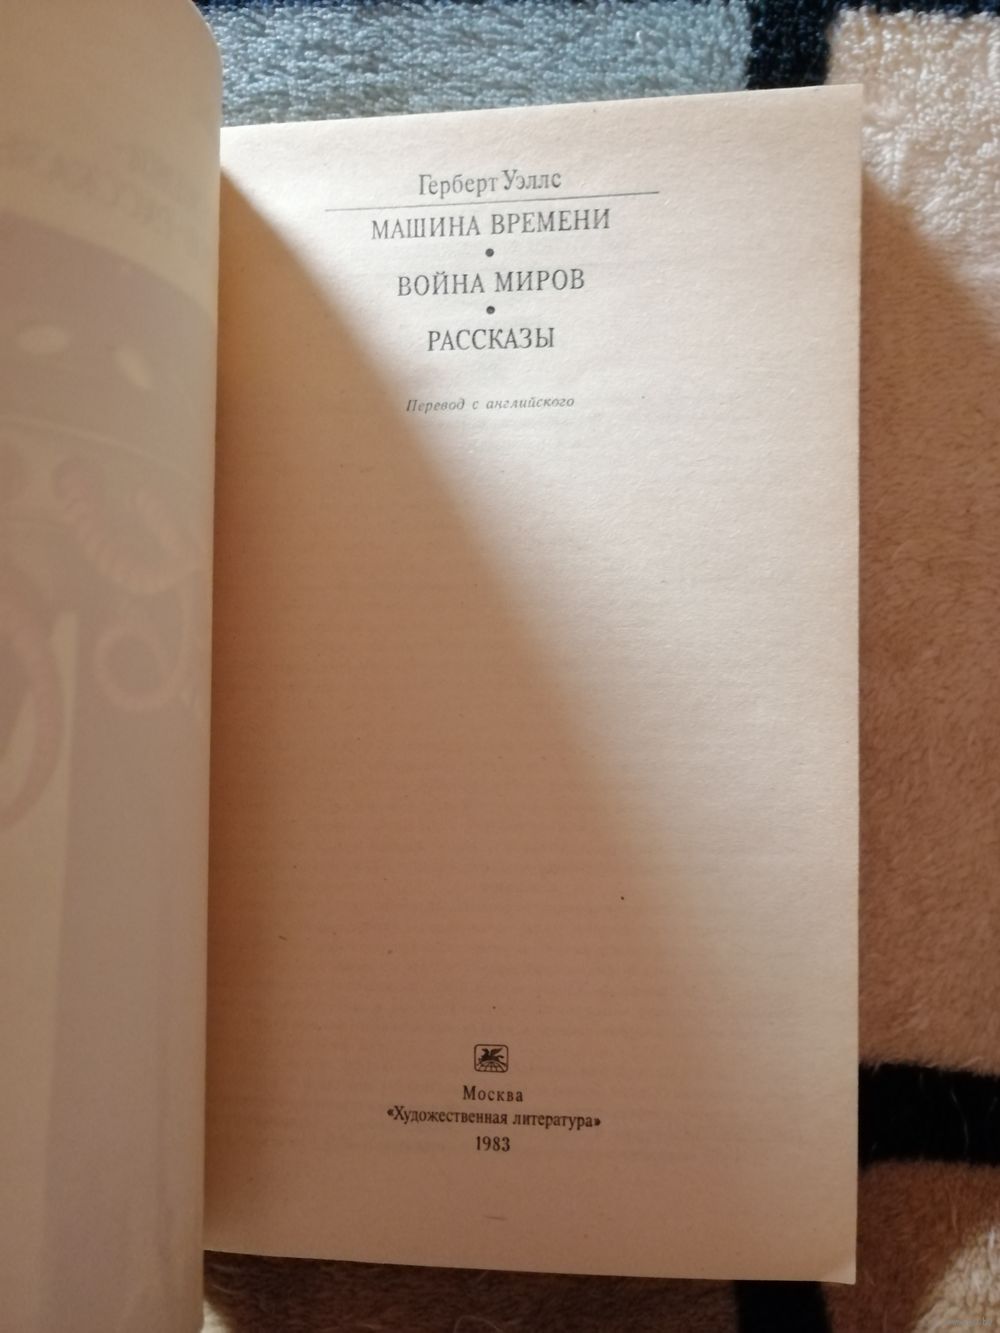 Герберт Уэллс
МАШИНА ВРЕМЕНИ
•
ВОЙНА МИРОВ
•
РАССКАЗЫ
Перевод с английского
Москва
«Художественная литература»
1983